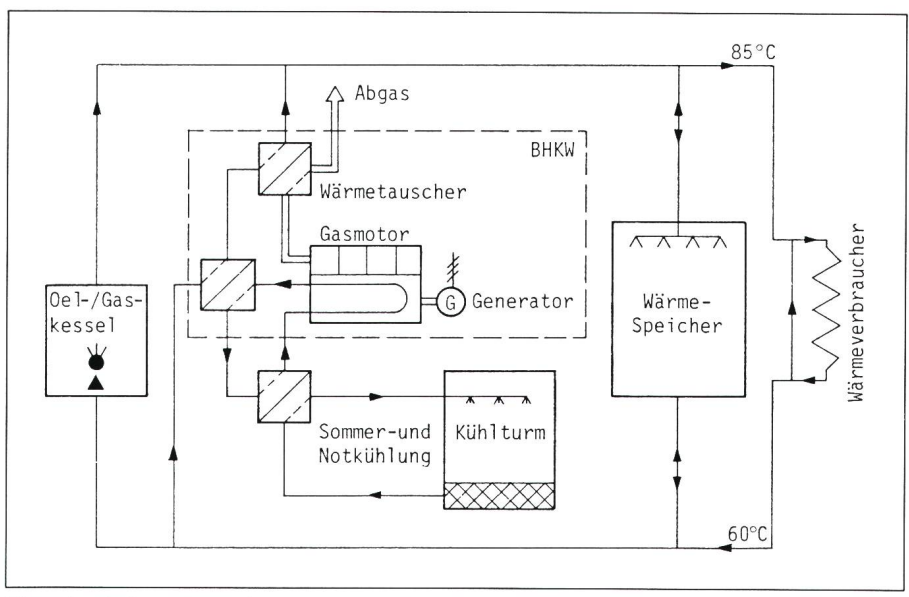 85°C
Abgas
BHKW
Wärmetauscher
Gasmotor
Oel-/Gas-
kessel
G
Generator
Wärme-
Speicher
Wärmeverbraucher
Sommer-und
Notkühlung
Kühlturm
60°C